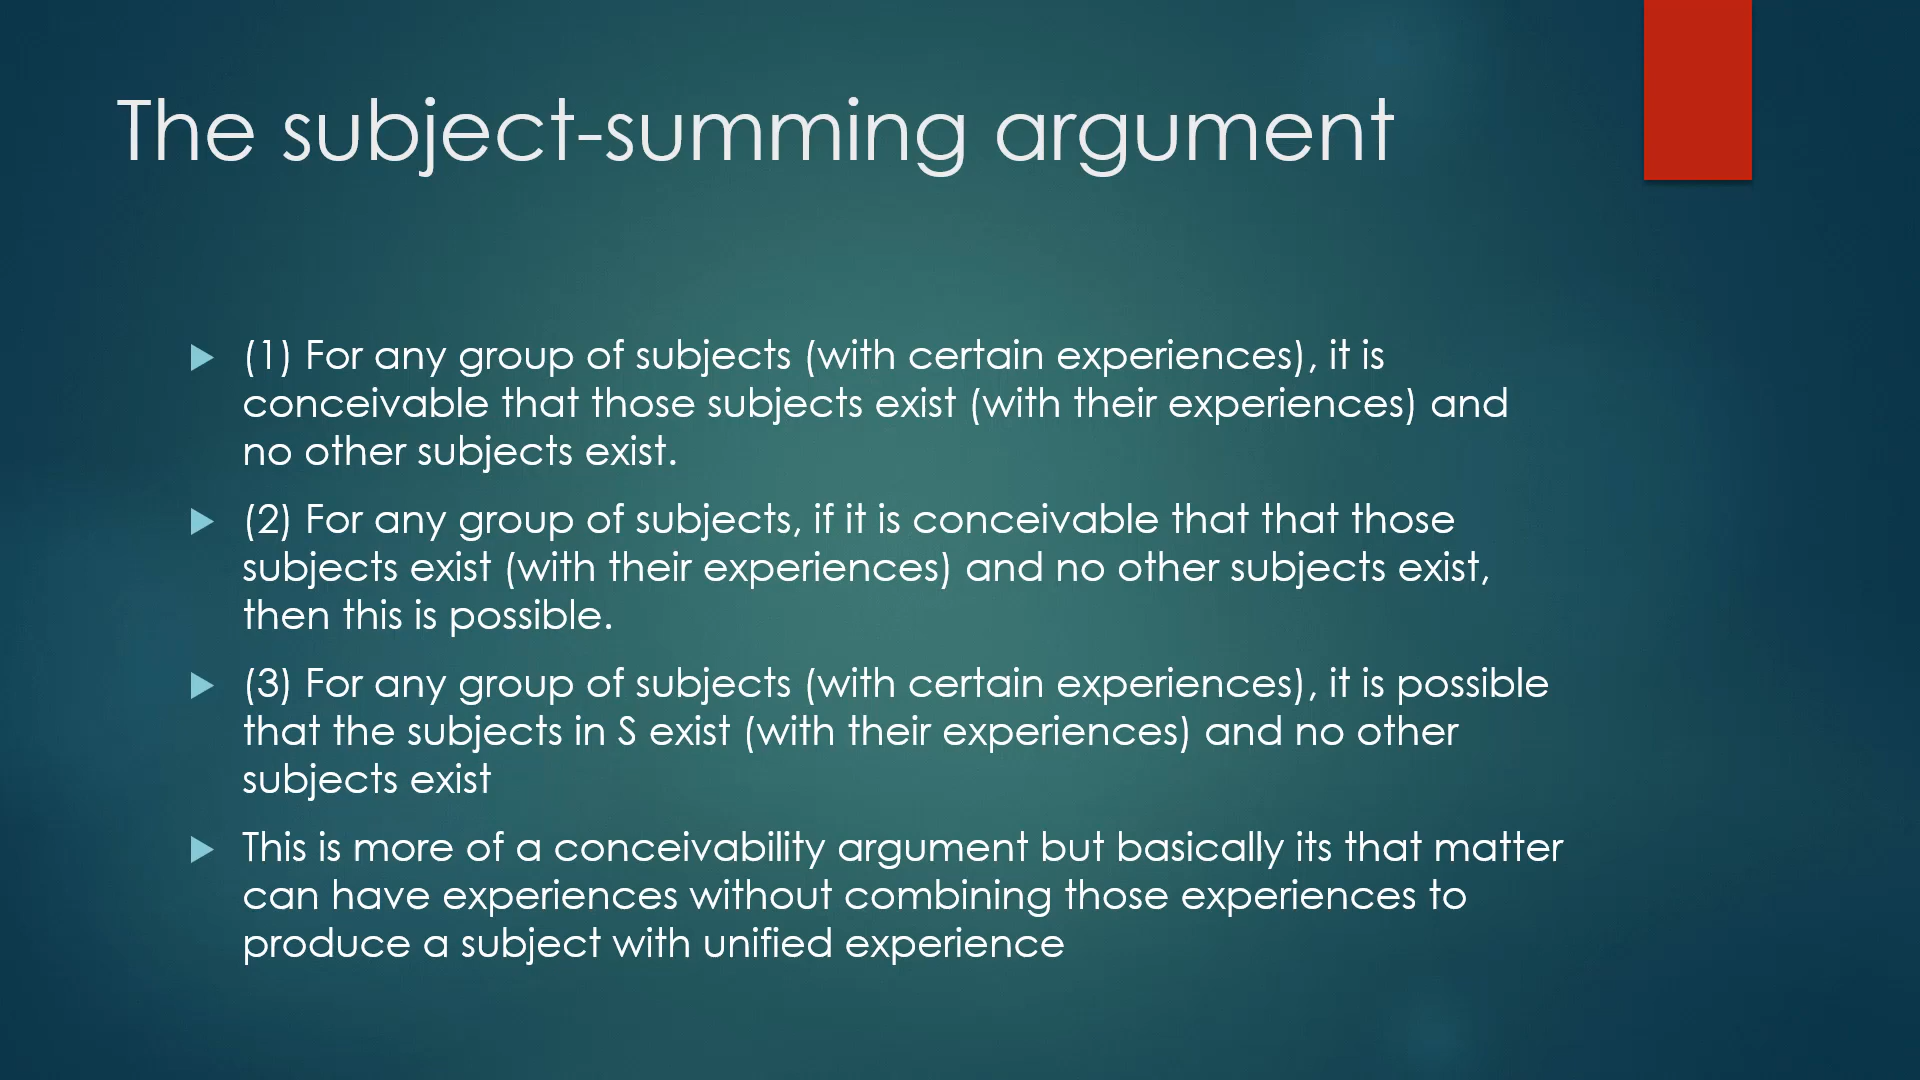 The subject-summing argument
(1) For any group of subjects (with certain experiences), it is
conceivable that those subjects exist (with their experiences) and
no other subjects exist.
(2) For any group of subjects, if it is conceivable that that those
subjects exist (with their experiences) and no other subjects exist,
then this is possible.
(3) For any group of subjects (with certain experiences), it is possible
that the subjects in S exist (with their experiences) and no other
subjects exist
This is more of a conceivability argument but basically its that matter
can have experiences without combining those experiences to
produce a subject with unified experience